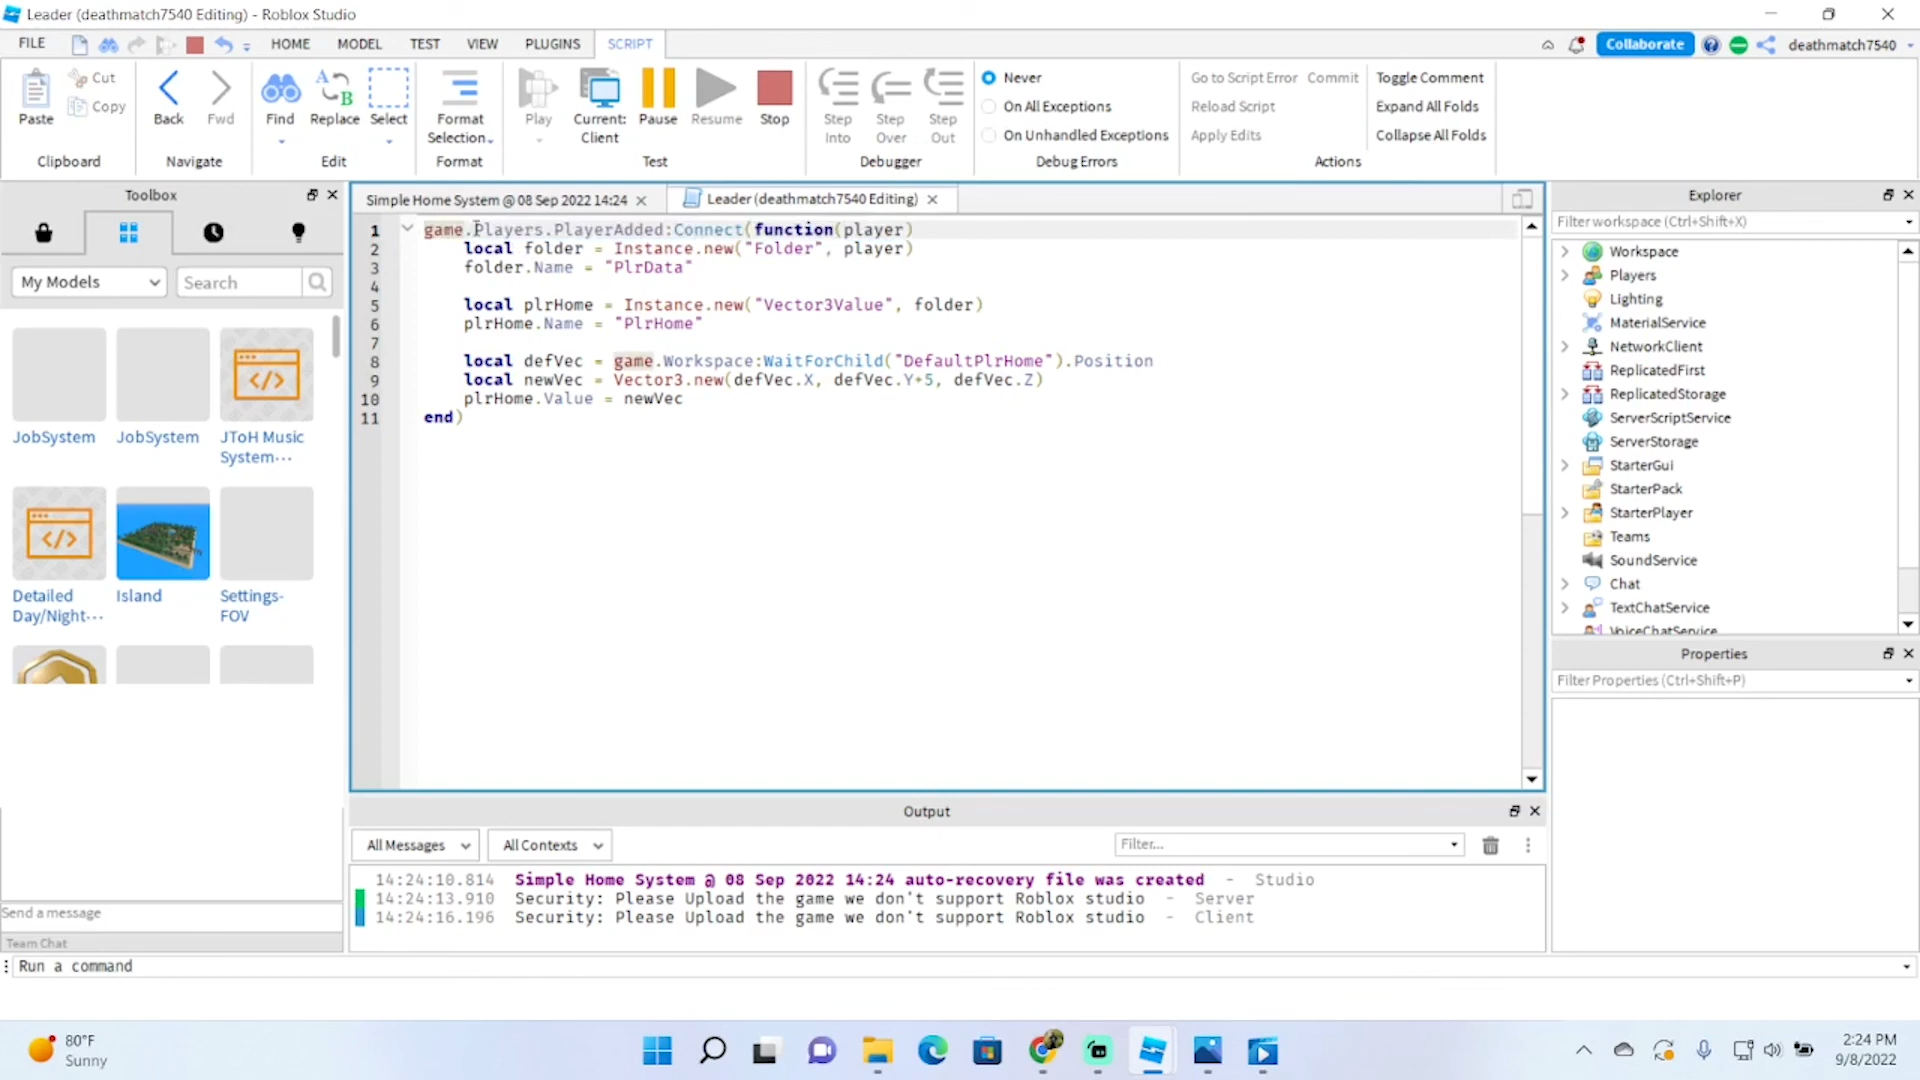 Leader (deathmatch7540 Editing) - Roblox Studio
FILE HOME MODEL TEST VIEW PLUGINS SCRIPT Collaborate deathmatch7540
Paste Cut Copy Clipboard
Back Fwd Navigate
Find Replace Select Edit
Format Selection Format
Play Current: Client Pause Resume Stop Test
Step Into Step Over Step Out Debugger
Never
On All Exceptions
On Unhandled Exceptions
Debug Errors
Go to Script Error Commit Toggle Comment
Reload Script Expand All Folds
Apply Edits Collapse All Folds
Actions
Toolbox
My Models Search
JobSystem JobSystem JToH Music System...
Detailed Day/Night... Island Settings-FOV
Send a message
Team Chat
Simple Home System @ 08 Sep 2022 14:24 Leader (deathmatch7540 Editing)
1 game.Players.PlayerAdded:Connect(function(player)
2 local folder = Instance.new("Folder", player)
3 folder.Name = "PlrData"
4
5 local plrHome = Instance.new("Vector3Value", folder)
6 plrHome.Name = "PlrHome"
7
8 local defVec = game.Workspace:WaitForChild("DefaultPlrHome").Position
9 local newVec = Vector3.new(defVec.X, defVec.Y+5, defVec.Z)
10 plrHome.Value = newVec
11 end)
Output
All Messages All Contexts Filter...
14:24:10.814 Simple Home System @ 08 Sep 2022 14:24 auto-recovery file was created - Studio
14:24:13.910 Security: Please Upload the game we don't support Roblox studio - Server
14:24:16.196 Security: Please Upload the game we don't support Roblox studio - Client
Explorer
Filter workspace (Ctrl+Shift+X)
Workspace
Players
Lighting
MaterialService
NetworkClient
ReplicatedFirst
ReplicatedStorage
ServerScriptService
ServerStorage
StarterGui
StarterPack
StarterPlayer
Teams
SoundService
Chat
TextChatService
VoiceChatService
Properties
Filter Properties (Ctrl+Shift+P)
Run a command
80°F
Sunny
2:24 PM
9/8/2022